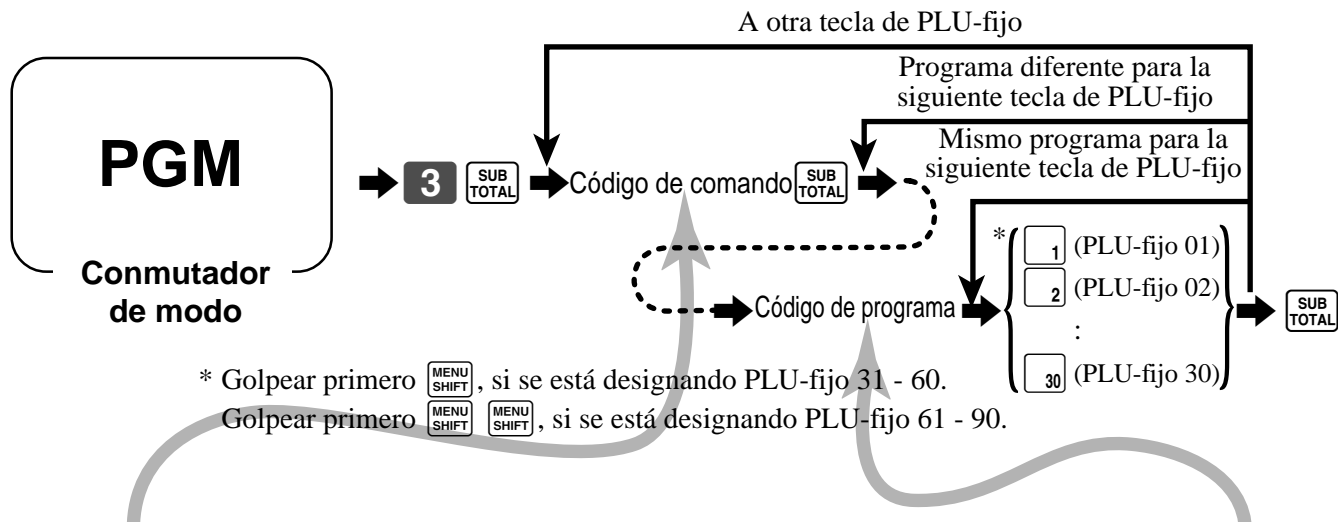 A otra tecla de PLU-fijo
Programa diferente para la
siguiente tecla de PLU-fijo
Mismo programa para la
siguiente tecla de PLU-fijo
PGM
Conmutador
de modo
3 SUB TOTAL Código de comando SUB TOTAL
Código de programa
* 1 (PLU-fijo 01)
2 (PLU-fijo 02)
:
30 (PLU-fijo 30)
SUB TOTAL
* Golpear primero MENU SHIFT, si se está designando PLU-fijo 31 - 60.
Golpear primero MENU SHIFT MENU SHIFT, si se está designando PLU-fijo 61 - 90.